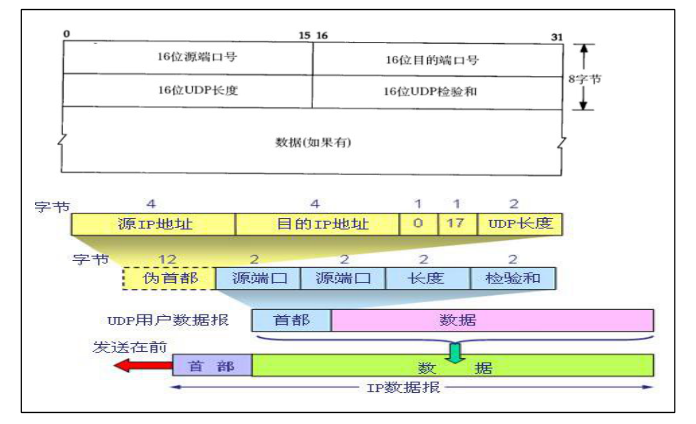 0 15 16 31
16位源端口号 16位目的端口号
8字节
16位UDP长度 16位UDP检验和
数据(如果有)
字节 4 4 1 1 2
源IP地址 目的IP地址 0 17 UDP长度
字节 12 2 2 2 2
伪首都 源端口 源端口 长度 检验和
UDP用户数据报 首都 数据
发送在前
首部 数据
IP数据报